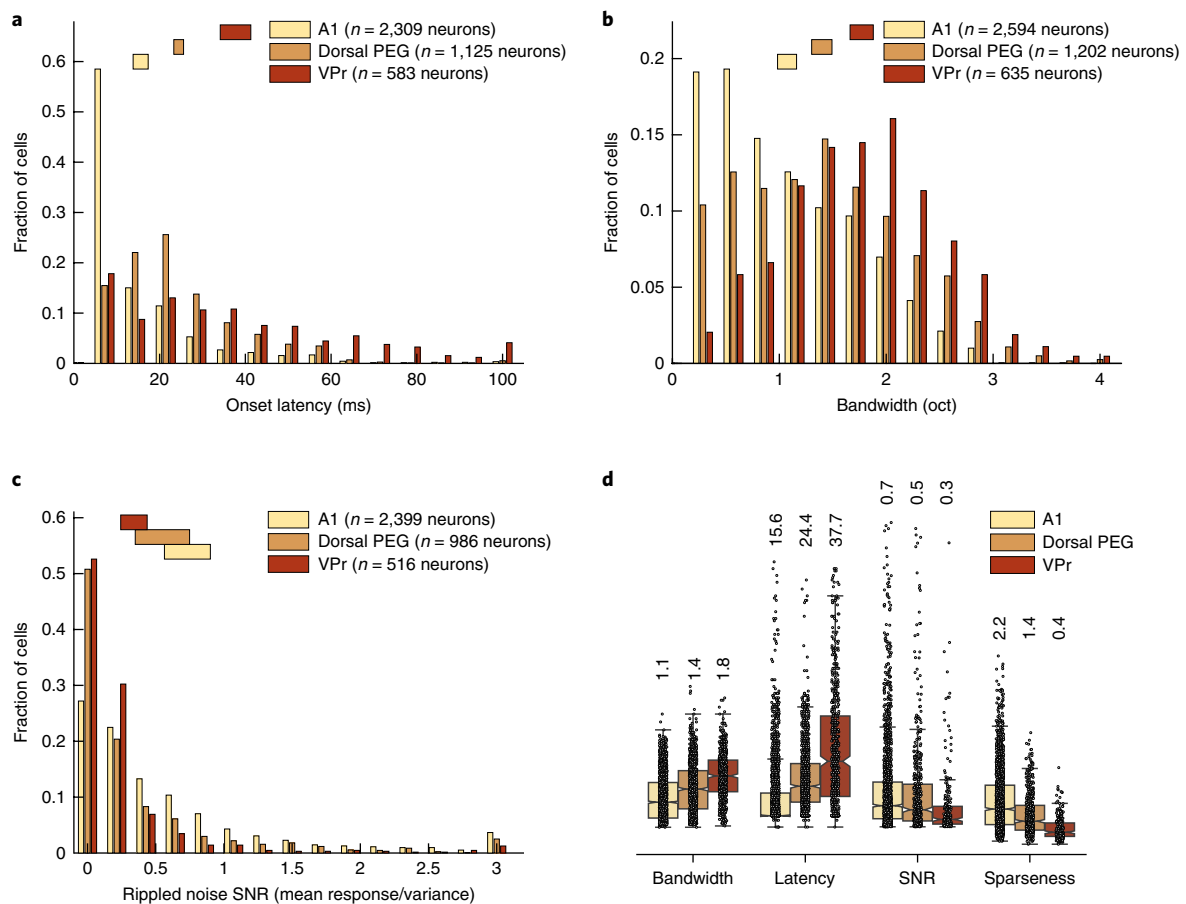 a
A1 (n = 2,309 neurons)
Dorsal PEG (n = 1,125 neurons)
VPr (n = 583 neurons)
0.6
0.5
0.4
0.3
0.2
0.1
0
Fraction of cells
0 20 40 60 80 100
Onset latency (ms)
b
A1 (n = 2,594 neurons)
Dorsal PEG (n = 1,202 neurons)
VPr (n = 635 neurons)
0.2
0.15
0.1
0.05
0
Fraction of cells
0 1 2 3 4
Bandwidth (oct)
c
A1 (n = 2,399 neurons)
Dorsal PEG (n = 986 neurons)
VPr (n = 516 neurons)
0.6
0.5
0.4
0.3
0.2
0.1
0
Fraction of cells
0 0.5 1 1.5 2 2.5 3
Rippled noise SNR (mean response/variance)
d
A1
Dorsal PEG
VPr
1.1 1.4 1.8
15.6 24.4 37.7
0.7 0.5 0.3
2.2 1.4 0.4
Bandwidth Latency SNR Sparseness